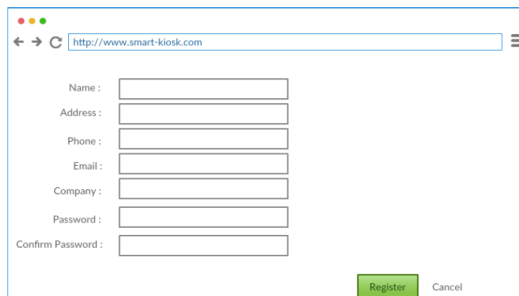 http://www.smart-kiosk.com
Name :
Address :
Phone :
Email :
Company :
Password :
Confirm Password :
Register Cancel